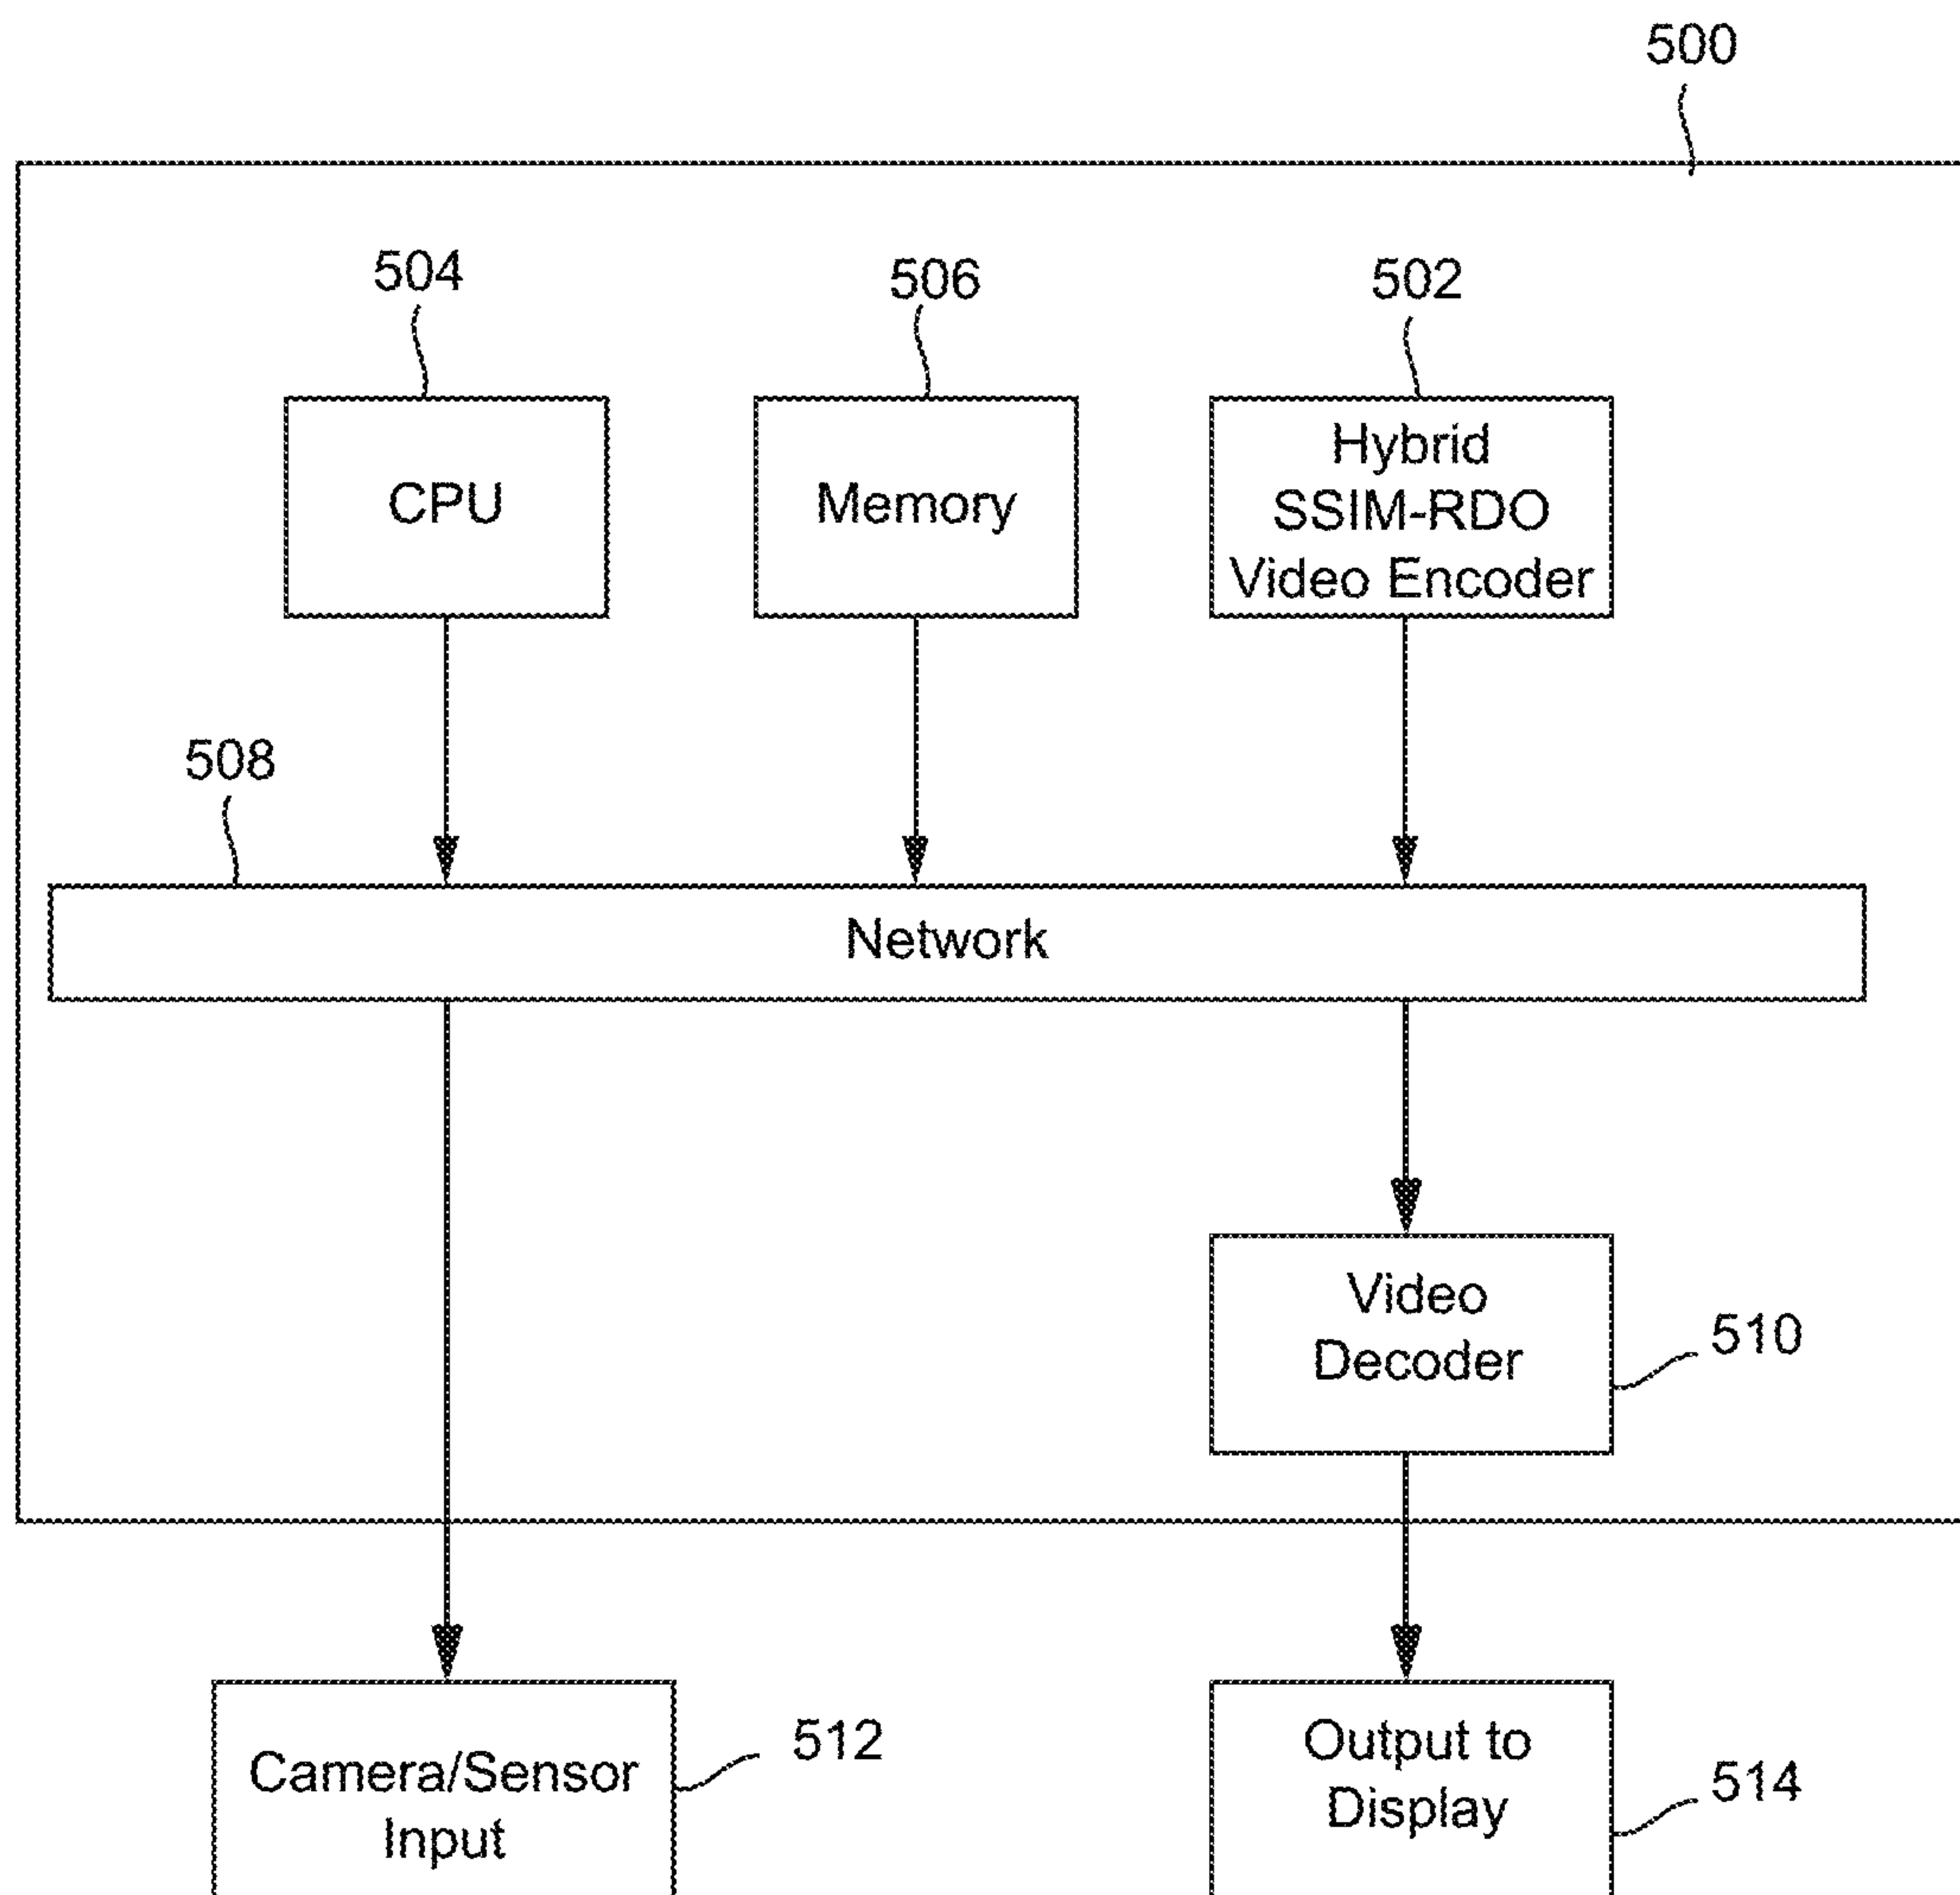 500
504
506
502
CPU
Memory
Hybrid
SSIM-RDO
Video Encoder
508
Network
Video
Decoder
510
Camera/Sensor
Input
512
Output to
Display
514